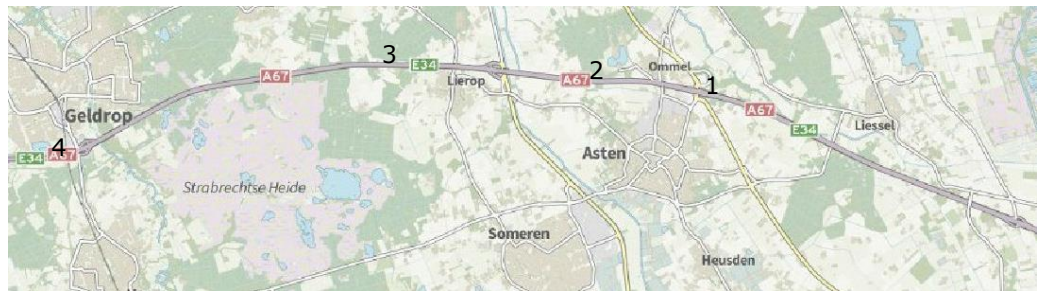 3
E34
A67
2
A67
Ommel
1
Lierop
A67
Geldrop
E34
Liessel
4
E34
A67
Asten
Strabrechtse Heide
Someren
Heusden